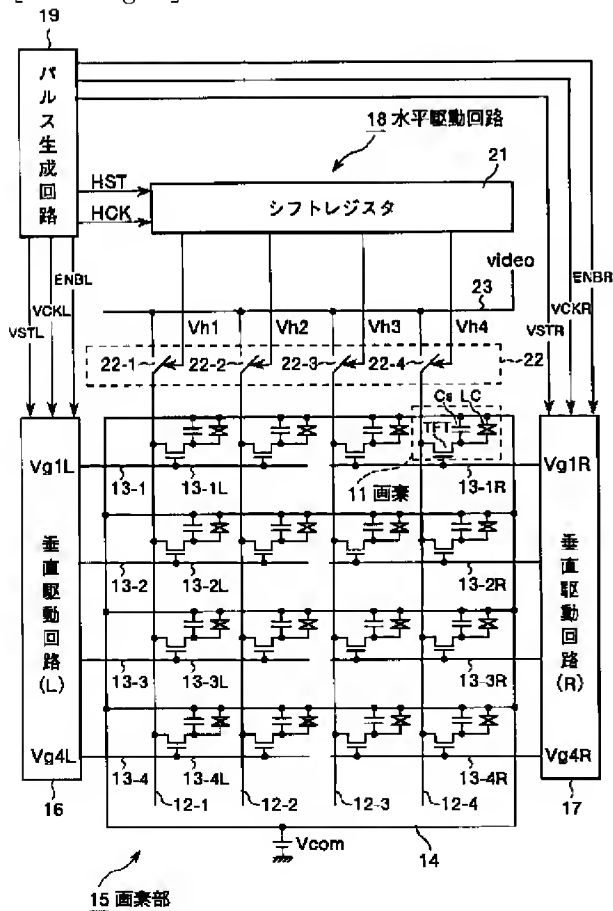 19
パルス生成回路
18 水平駆動回路
21
HST
HCK
シフトレジスタ
video
23
VSTL
VCKL
ENBL
VSTR
VCKR
ENBR
Vh1 Vh2 Vh3 Vh4
22-1 22-2 22-3 22-4 22
Cs LC
TFT
11 画素
Vg1L 13-1 13-1L 13-1R Vg1R
垂直駆動回路(L)
垂直駆動回路(R)
13-2 13-2L 13-2R
13-3 13-3L 13-3R
Vg4L 13-4 13-4L 13-4R Vg4R
16 12-1 12-2 12-3 12-4 17
Vcom
14
15 画素部